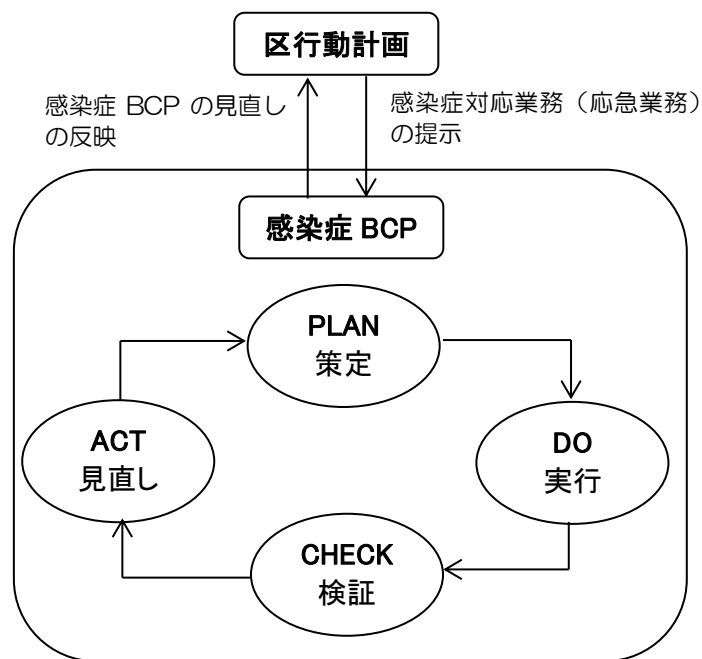 区行動計画
感染症 BCP の見直し
の反映
感染症対応業務（応急業務）
の提示
感染症 BCP
PLAN
策定
ACT
見直し
DO
実行
CHECK
検証